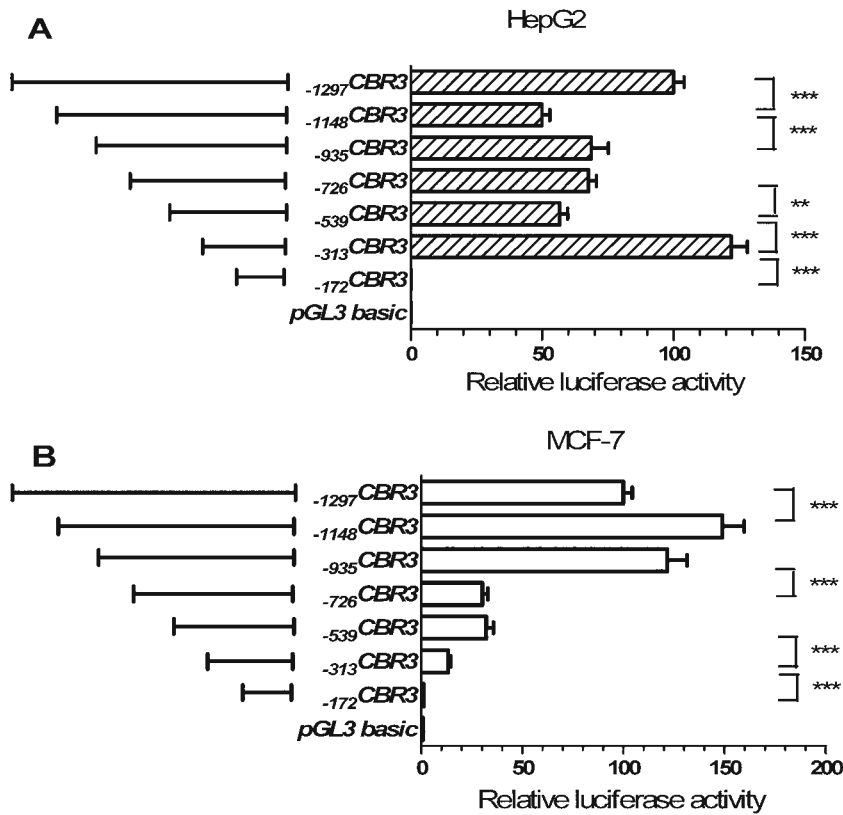 A
HepG2
-1297CBR3
***
-1148CBR3
***
-935CBR3
-726CBR3
**
-539CBR3
***
-313CBR3
***
-172CBR3
pGL3 basic
0 50 100 150
Relative luciferase activity
B
MCF-7
-1297CBR3
***
-1148CBR3
-935CBR3
***
-726CBR3
-539CBR3
***
-313CBR3
***
-172CBR3
pGL3 basic
0 50 100 150 200
Relative luciferase activity